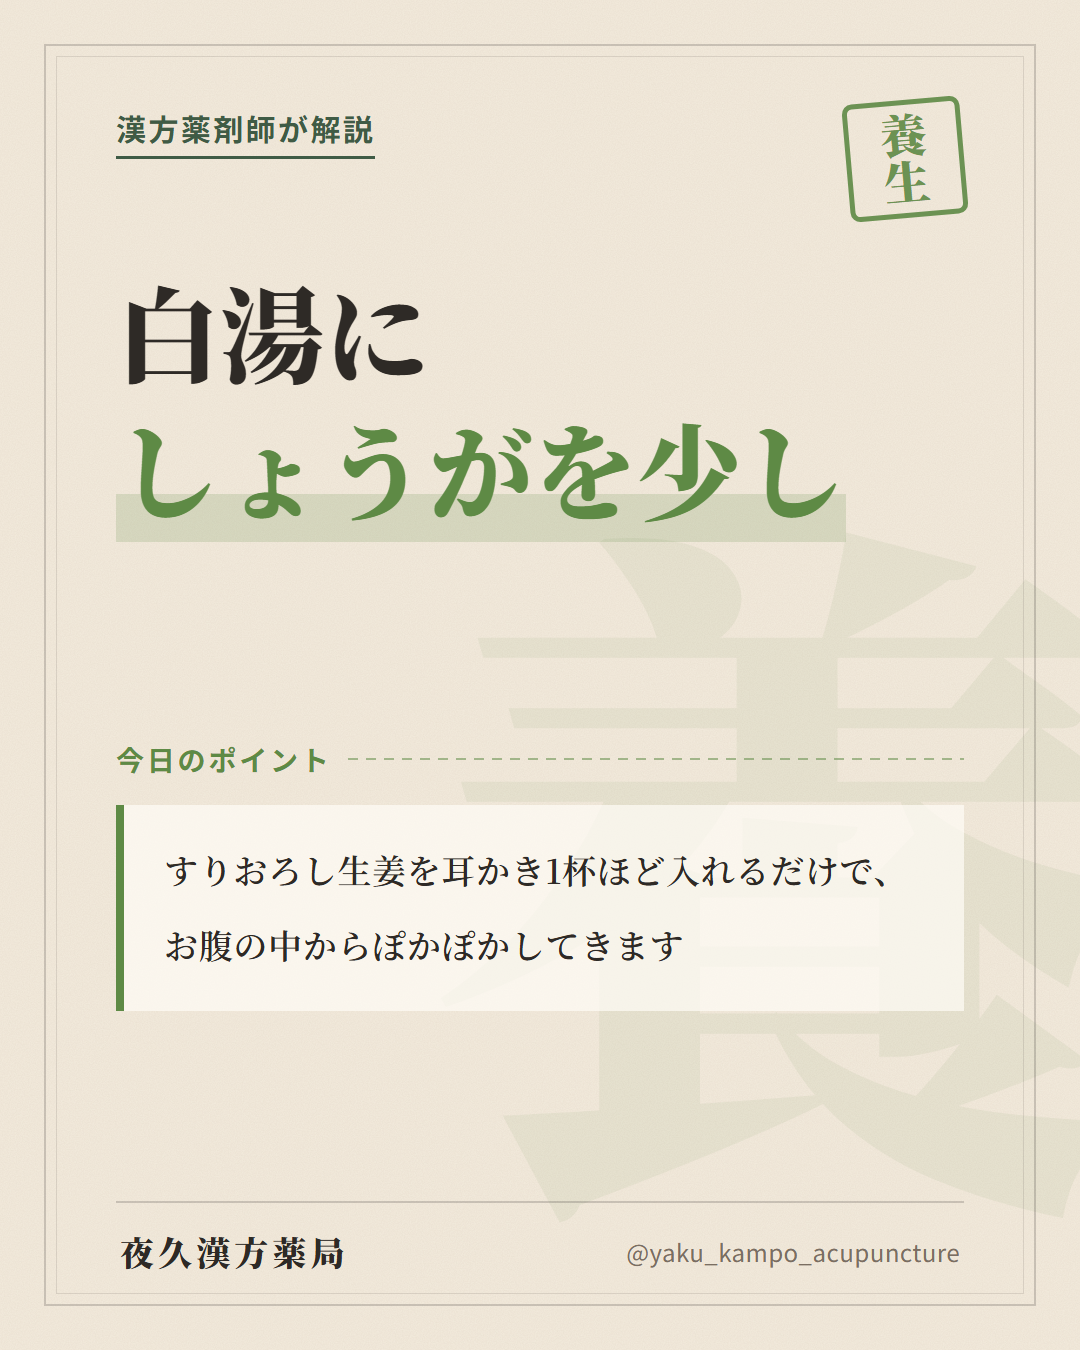 漢方薬剤師が解説
養生
白湯に
しょうがを少し
今日のポイント
すりおろし生姜を耳かき1杯ほど入れるだけで、
お腹の中からぽかぽかしてきます
養
夜久漢方薬局
@yaku_kampo_acupuncture